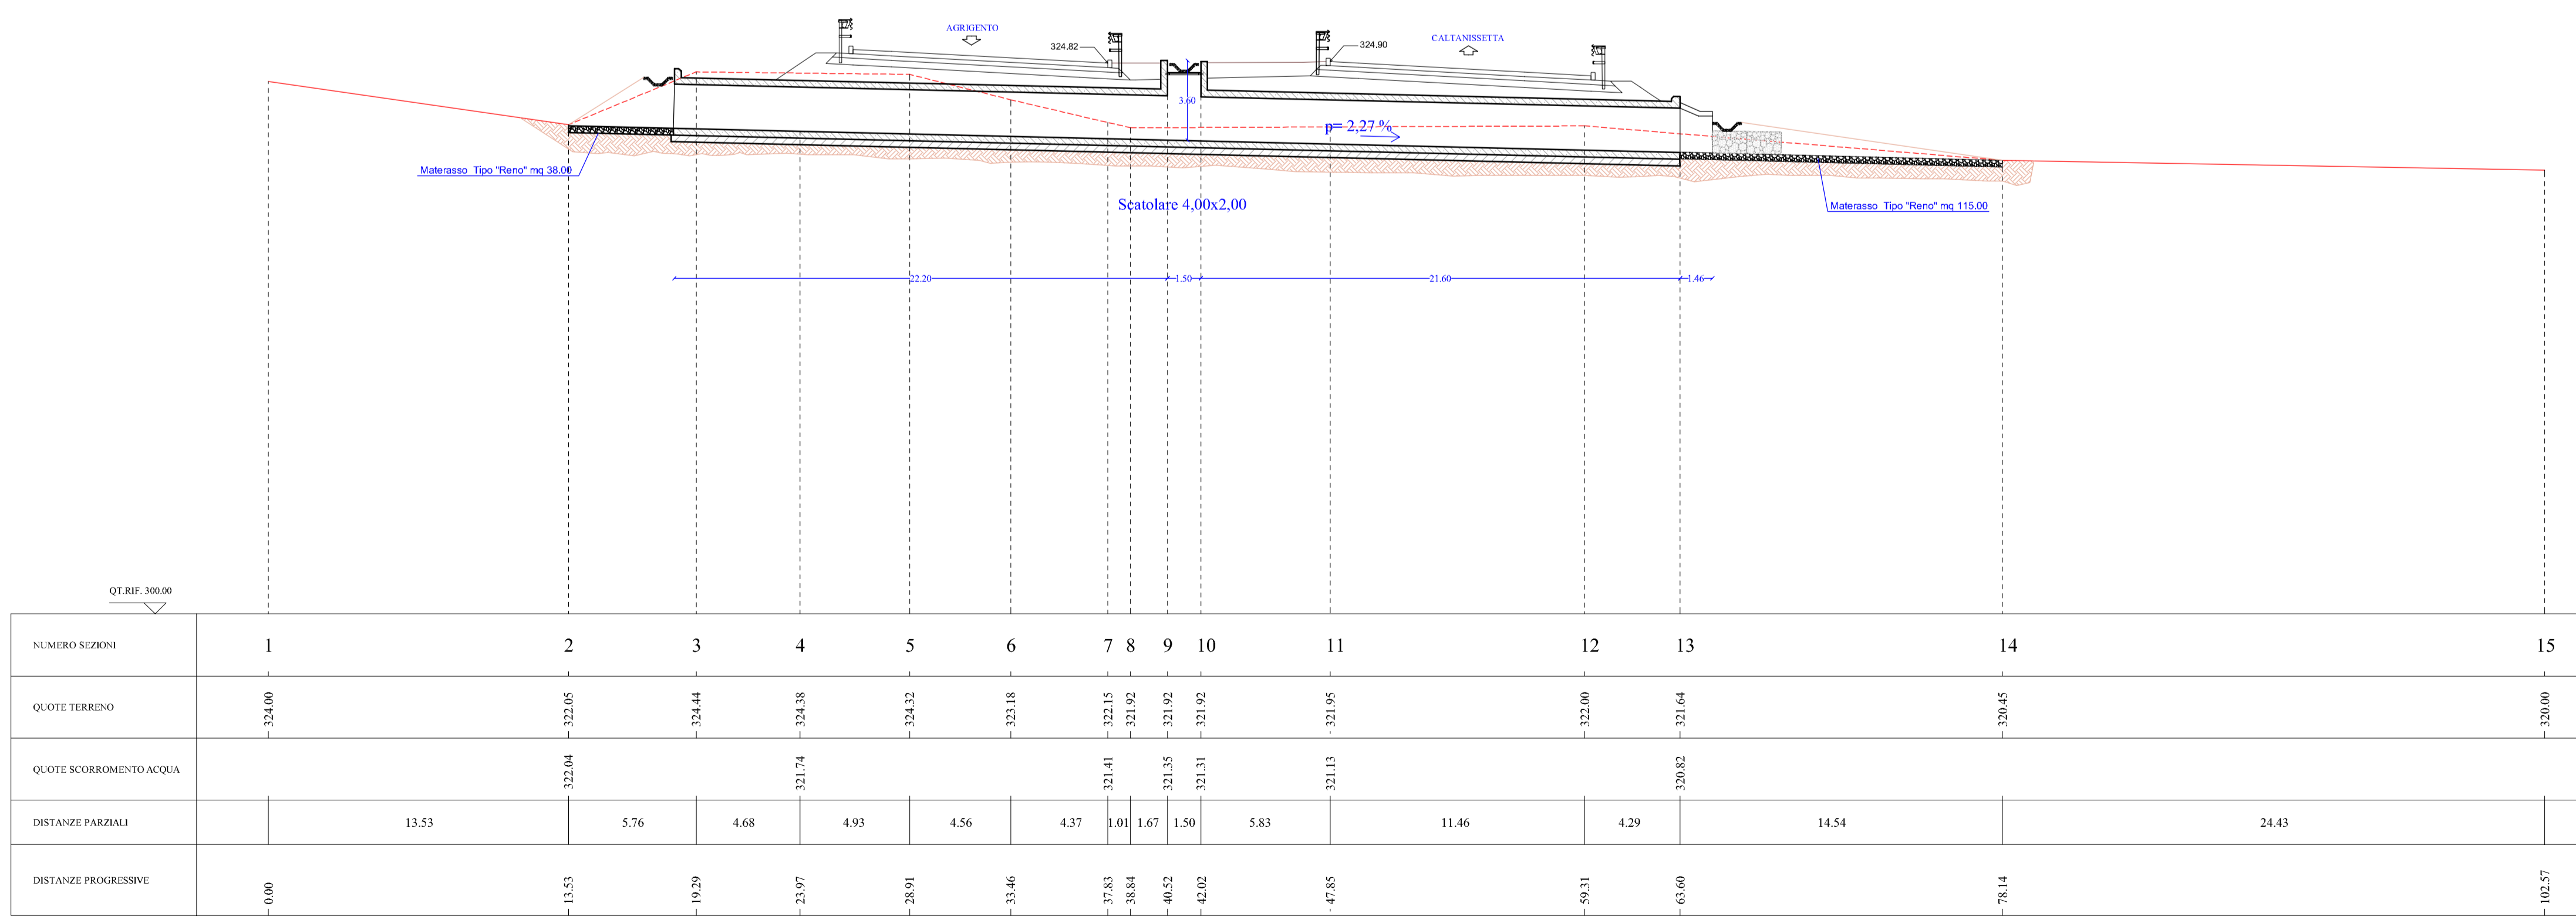 AGRIGENTO
CALTANISSETTA
324.82
324.90
3.60
p= 2,27 %
Materasso Tipo "Reno" mq 38.00
Scatolare 4,00x2,00
Materasso Tipo "Reno" mq 115.00
22.20 1.50 21.60 1.46
QT.RIF. 300.00
NUMERO SEZIONI 1 2 3 4 5 6 7 8 9 10 11 12 13 14 15
QUOTE TERRENO 324.00 322.05 324.44 324.38 324.32 323.18 322.15 321.92 321.92 321.92 321.95 322.00 321.64 320.45 320.00
QUOTE SCORROMENTO ACQUA 322.04 321.74 321.41 321.35 321.31 321.13 320.82
DISTANZE PARZIALI 13.53 5.76 4.68 4.93 4.56 4.37 1.01 1.67 1.50 5.83 11.46 4.29 14.54 24.43
DISTANZE PROGRESSIVE 0.00 13.53 19.29 23.97 28.91 33.46 37.83 38.84 40.52 42.02 47.85 59.31 63.60 78.14 102.57